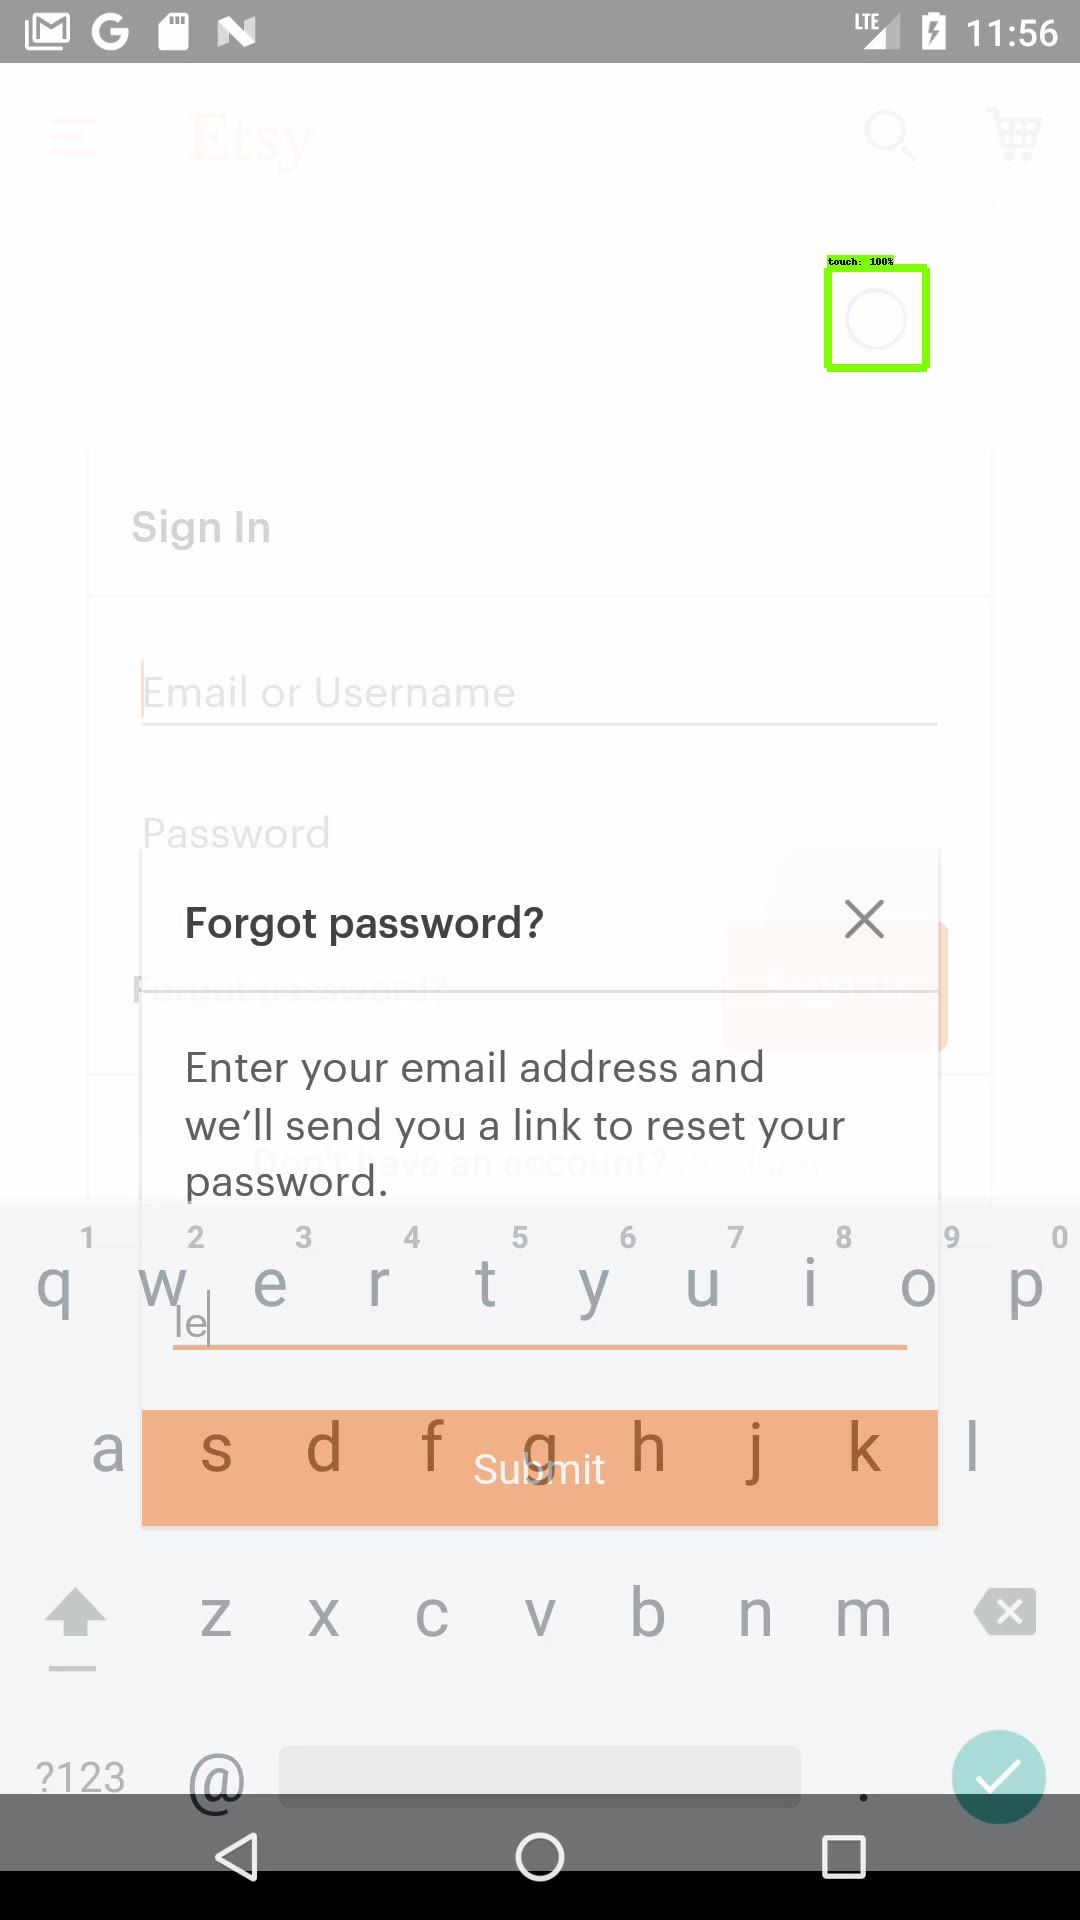 LTE 11:56
Etsy
touch: 100%
Sign In
Email or Username
Password
Forgot password?
Forgot password?
Enter your email address and
we’ll send you a link to reset your
password.
Don't have an account?
1 2 3 4 5 6 7 8 9 0
q w e r t y u i o p
le
a s d f g h j k l
Submit
z x c v b n m
?123 @ .